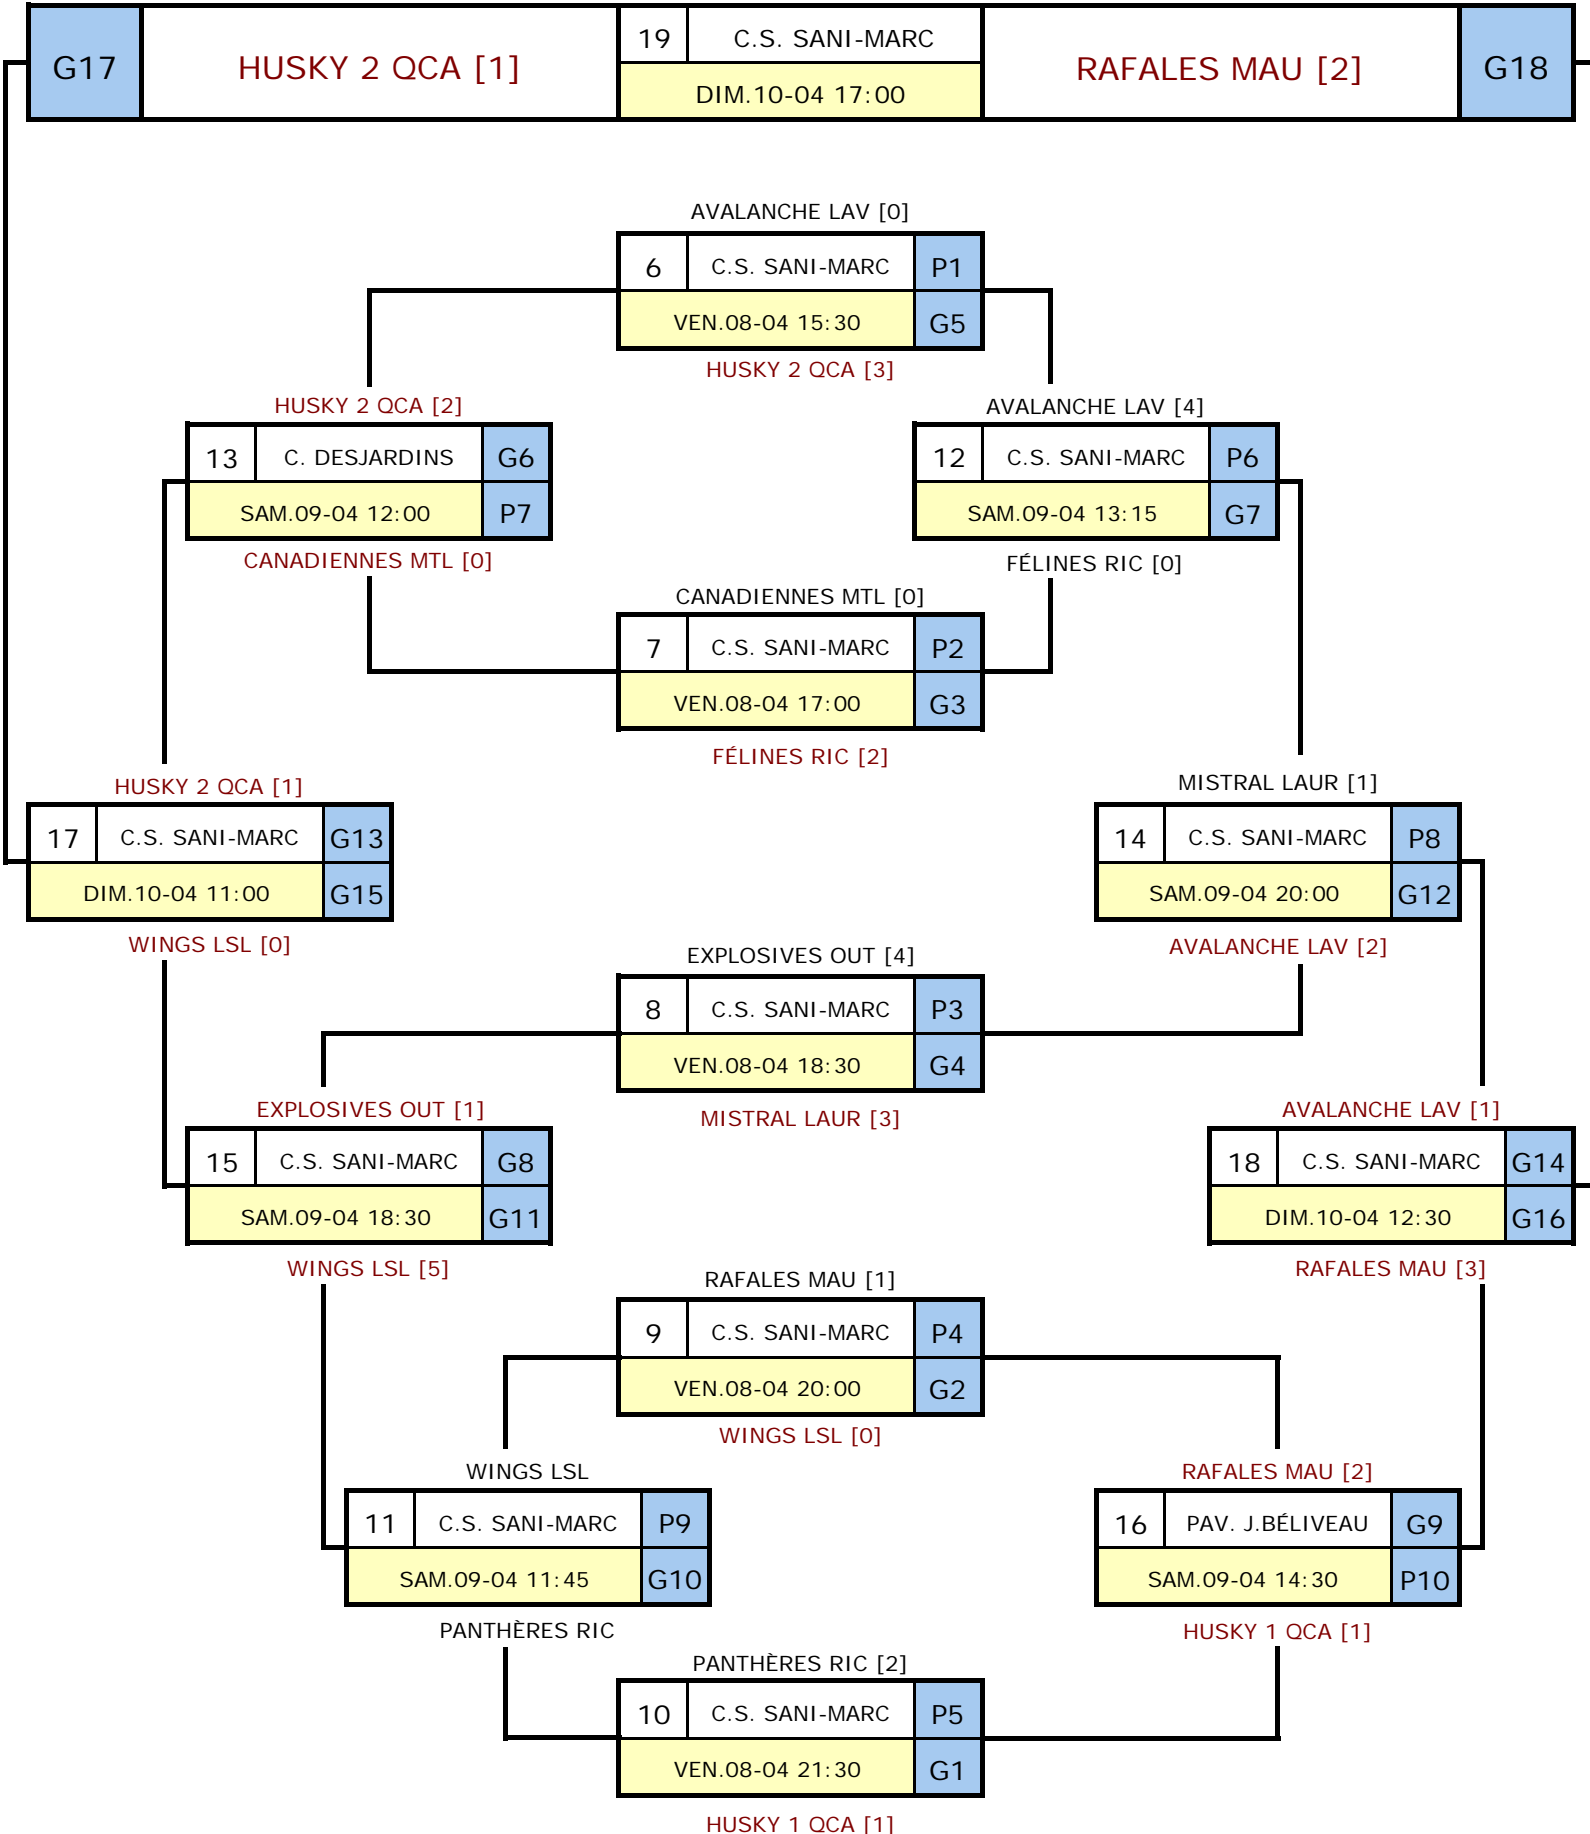 G17 HUSKY 2 QCA [1] 19 C.S. SANI-MARC RAFALES MAU [2] G18
DIM.10-04 17:00
AVALANCHE LAV [0]
6 C.S. SANI-MARC P1
VEN.08-04 15:30 G5
HUSKY 2 QCA [3]
HUSKY 2 QCA [2]
13 C. DESJARDINS G6
SAM.09-04 12:00 P7
CANADIENNES MTL [0]
AVALANCHE LAV [4]
12 C.S. SANI-MARC P6
SAM.09-04 13:15 G7
FÉLINES RIC [0]
CANADIENNES MTL [0]
7 C.S. SANI-MARC P2
VEN.08-04 17:00 G3
FÉLINES RIC [2]
HUSKY 2 QCA [1]
17 C.S. SANI-MARC G13
DIM.10-04 11:00 G15
WINGS LSL [0]
MISTRAL LAUR [1]
14 C.S. SANI-MARC P8
SAM.09-04 20:00 G12
AVALANCHE LAV [2]
EXPLOSIVES OUT [4]
8 C.S. SANI-MARC P3
VEN.08-04 18:30 G4
MISTRAL LAUR [3]
EXPLOSIVES OUT [1]
15 C.S. SANI-MARC G8
SAM.09-04 18:30 G11
WINGS LSL [5]
AVALANCHE LAV [1]
18 C.S. SANI-MARC G14
DIM.10-04 12:30 G16
RAFALES MAU [3]
RAFALES MAU [1]
9 C.S. SANI-MARC P4
VEN.08-04 20:00 G2
WINGS LSL [0]
WINGS LSL
11 C.S. SANI-MARC P9
SAM.09-04 11:45 G10
PANTHÈRES RIC
RAFALES MAU [2]
16 PAV. J.BÉLIVEAU G9
SAM.09-04 14:30 P10
HUSKY 1 QCA [1]
PANTHÈRES RIC [2]
10 C.S. SANI-MARC P5
VEN.08-04 21:30 G1
HUSKY 1 QCA [1]